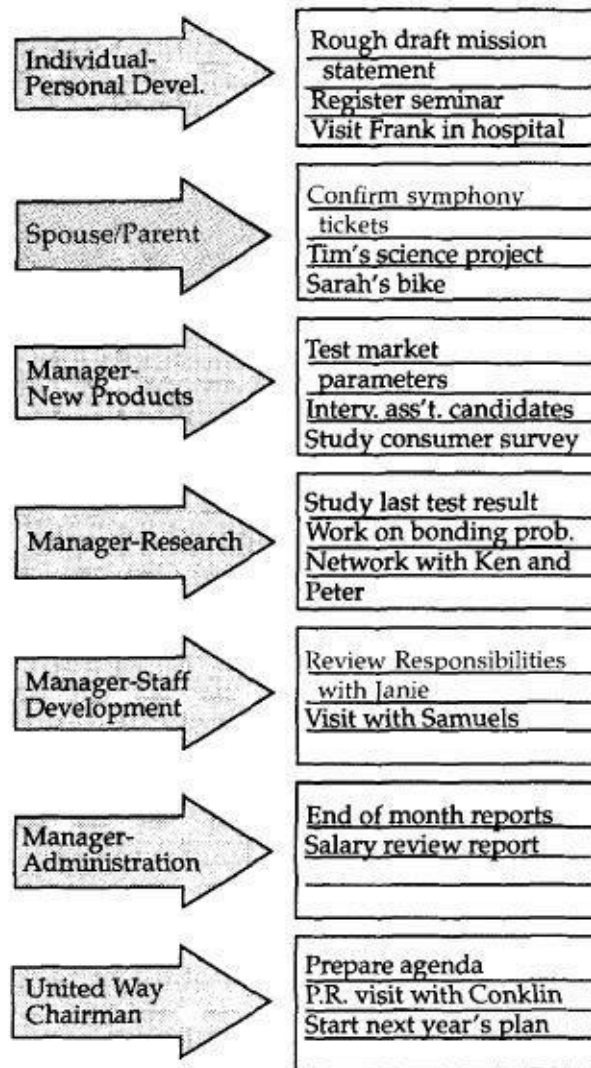 Individual-
Personal Devel.
Rough draft mission
statement
Register seminar
Visit Frank in hospital
Spouse/Parent
Confirm symphony
tickets
Tim's science project
Sarah's bike
Manager-
New Products
Test market
parameters
Interv. ass't. candidates
Study consumer survey
Manager-Research
Study last test result
Work on bonding prob.
Network with Ken and
Peter
Manager-Staff
Development
Review Responsibilities
with Janie
Visit with Samuels
Manager-
Administration
End of month reports
Salary review report
United Way
Chairman
Prepare agenda
P.R. visit with Conklin
Start next year's plan